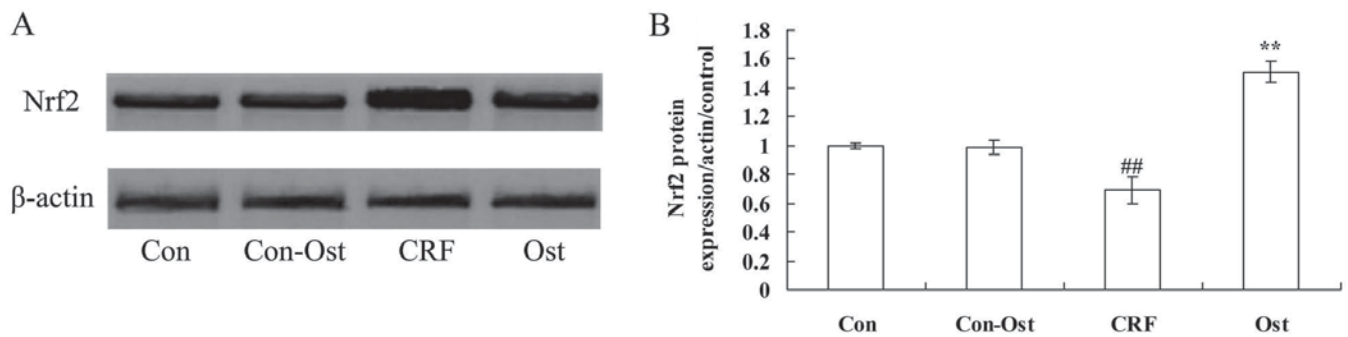 A
Nrf2
β-actin
Con Con-Ost CRF Ost
B
Nrf2 protein
expression/actin/control
1.8
1.6
1.4
1.2
1
0.8
0.6
0.4
0.2
0
##
**
Con Con-Ost CRF Ost